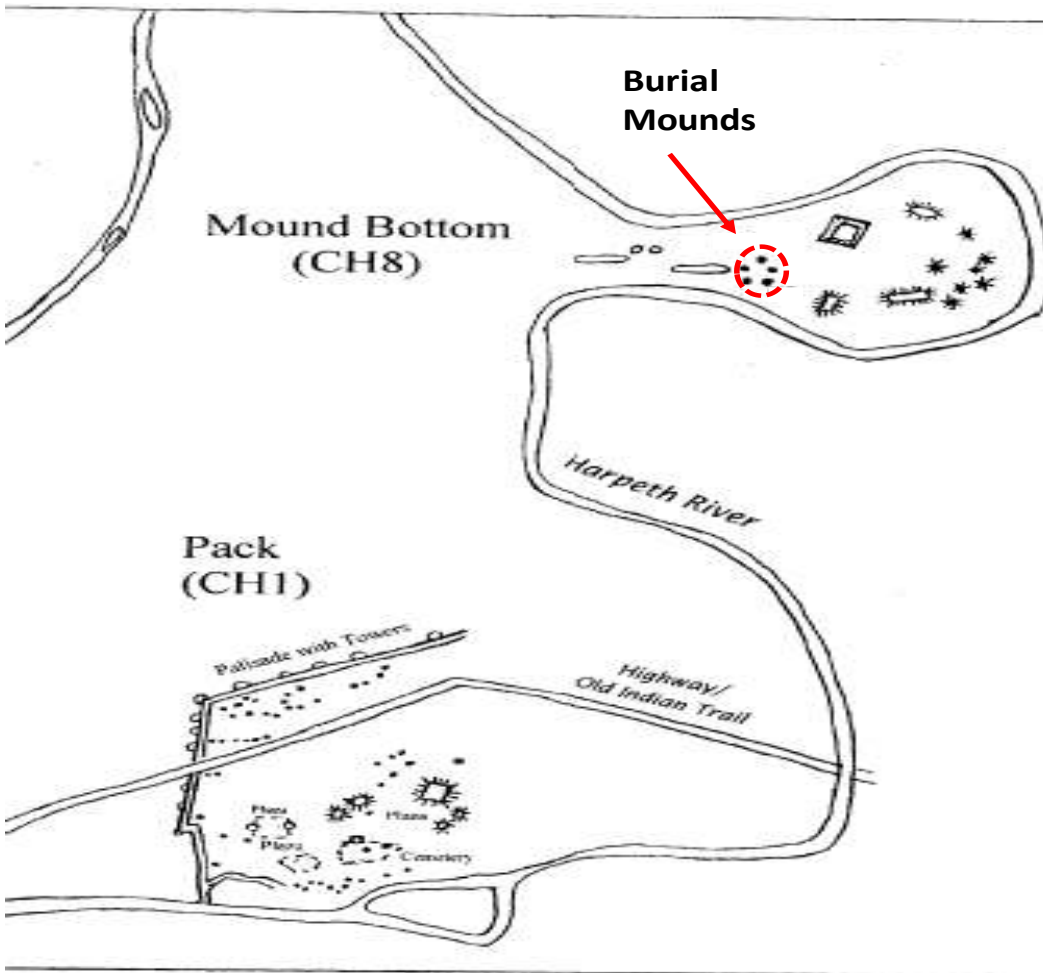 Burial
Mounds
Mound Bottom
(CH8)
Harpeth River
Pack
(CH1)
Palisade with Towers
Highway/
Old Indian Trail
Plaza
Plaza
Plaza
Cemetery